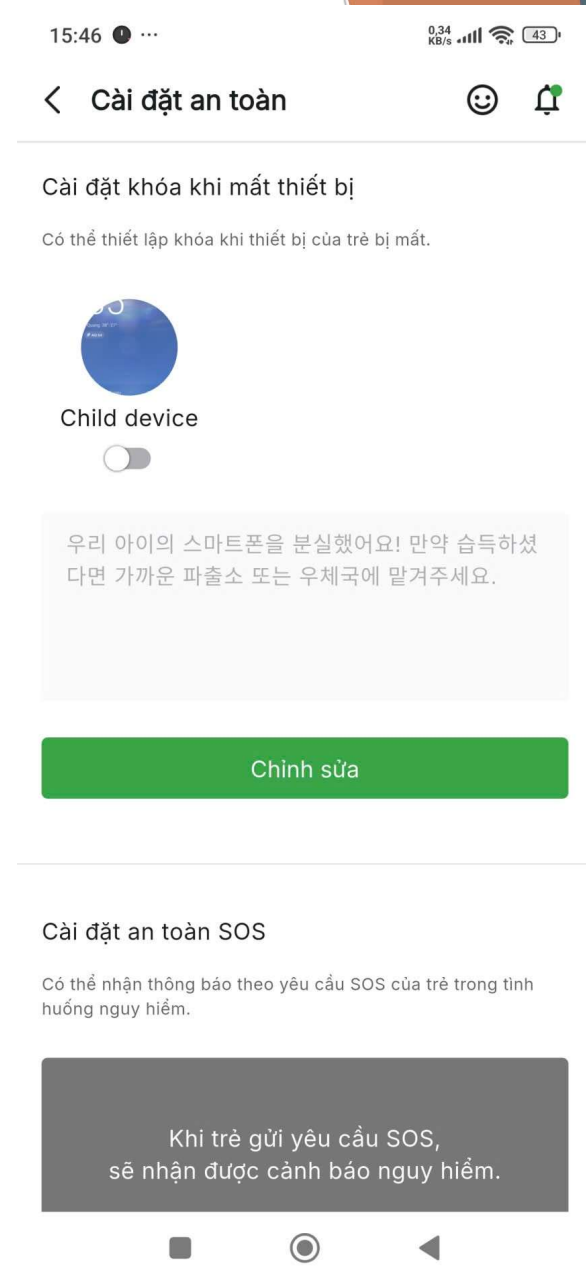 15:46
0,34
KB/s
43
Cài đặt an toàn
Cài đặt khóa khi mất thiết bị
Có thể thiết lập khóa khi thiết bị của trẻ bị mất.
Child device
우리 아이의 스마트폰을 분실했어요! 만약 습득하셨
다면 가까운 파출소 또는 우체국에 맡겨주세요.
Chỉnh sửa
Cài đặt an toàn SOS
Có thể nhận thông báo theo yêu cầu SOS của trẻ trong tình
huống nguy hiểm.
Khi trẻ gửi yêu cầu SOS,
sẽ nhận được cảnh báo nguy hiểm.